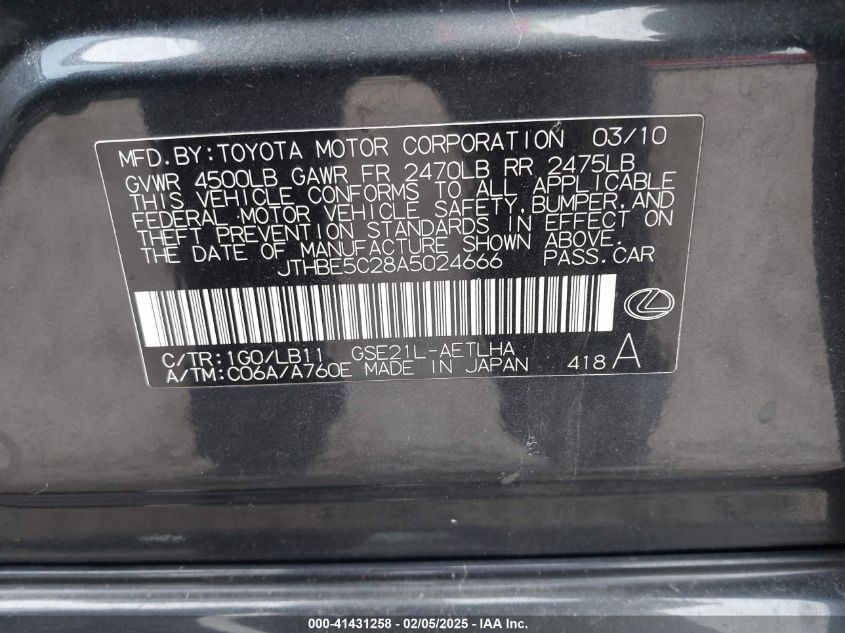 MFD.BY:TOYOTA MOTOR CORPORATION 03/10
GVWR 4500LB GAWR FR 2470LB RR 2475LB
THIS VEHICLE CONFORMS TO ALL APPLICABLE
FEDERAL MOTOR VEHICLE SAFETY,BUMPER,AND
THEFT PREVENTION STANDARDS IN EFFECT ON
THE DATE OF MANUFACTURE SHOWN ABOVE.
JTHBE5C28A5024666 PASS.CAR
C/TR:1G0/LB11 GSE21L-AETLHA
A/TM:C06A/A760E MADE IN JAPAN 418 A
000-41431258 - 02/05/2025 - IAA Inc.